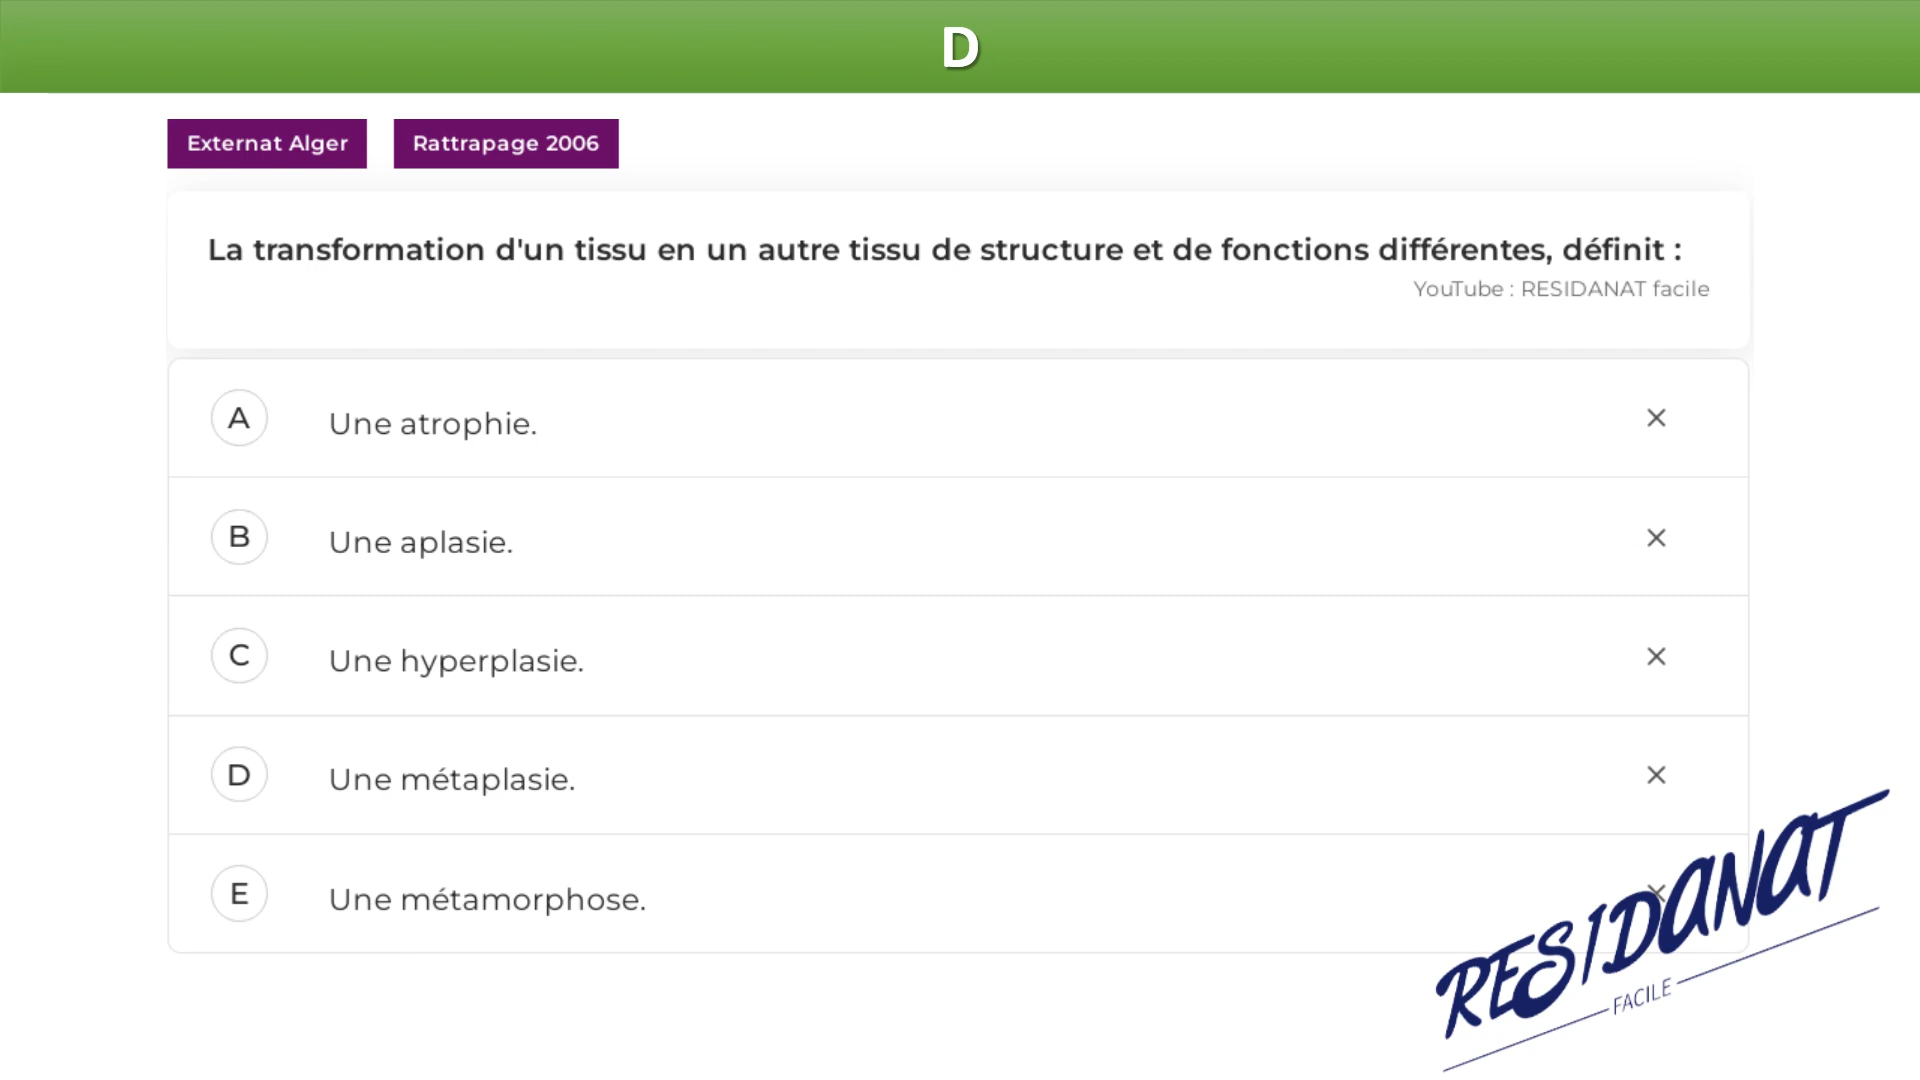 D
Externat Alger
Rattrapage 2006
La transformation d'un tissu en un autre tissu de structure et de fonctions différentes, définit :
YouTube : RESIDANAT facile
A Une atrophie.
B Une aplasie.
C Une hyperplasie.
D Une métaplasie.
E Une métamorphose.
RESIDANAT
FACILE